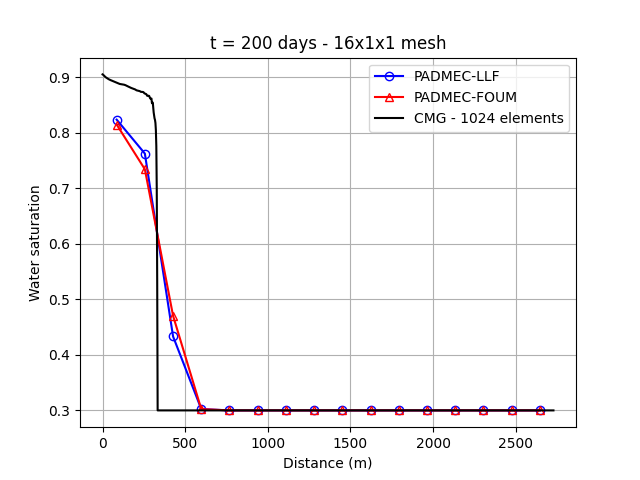 t = 200 days - 16x1x1 mesh
PADMEC-LLF
PADMEC-FOUM
CMG - 1024 elements
Water saturation
0.9
0.8
0.7
0.6
0.5
0.4
0.3
0 500 1000 1500 2000 2500
Distance (m)